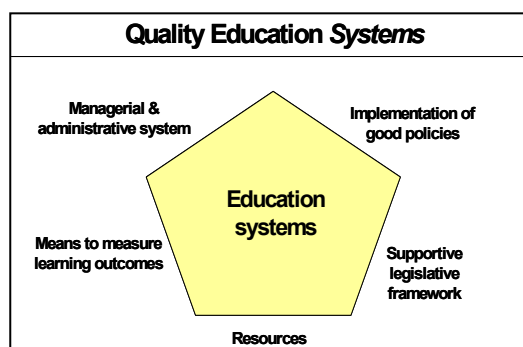 Quality Education Systems
Managerial &
administrative system
Implementation of
good policies
Education
systems
Means to measure
learning outcomes
Supportive
legislative
framework
Resources